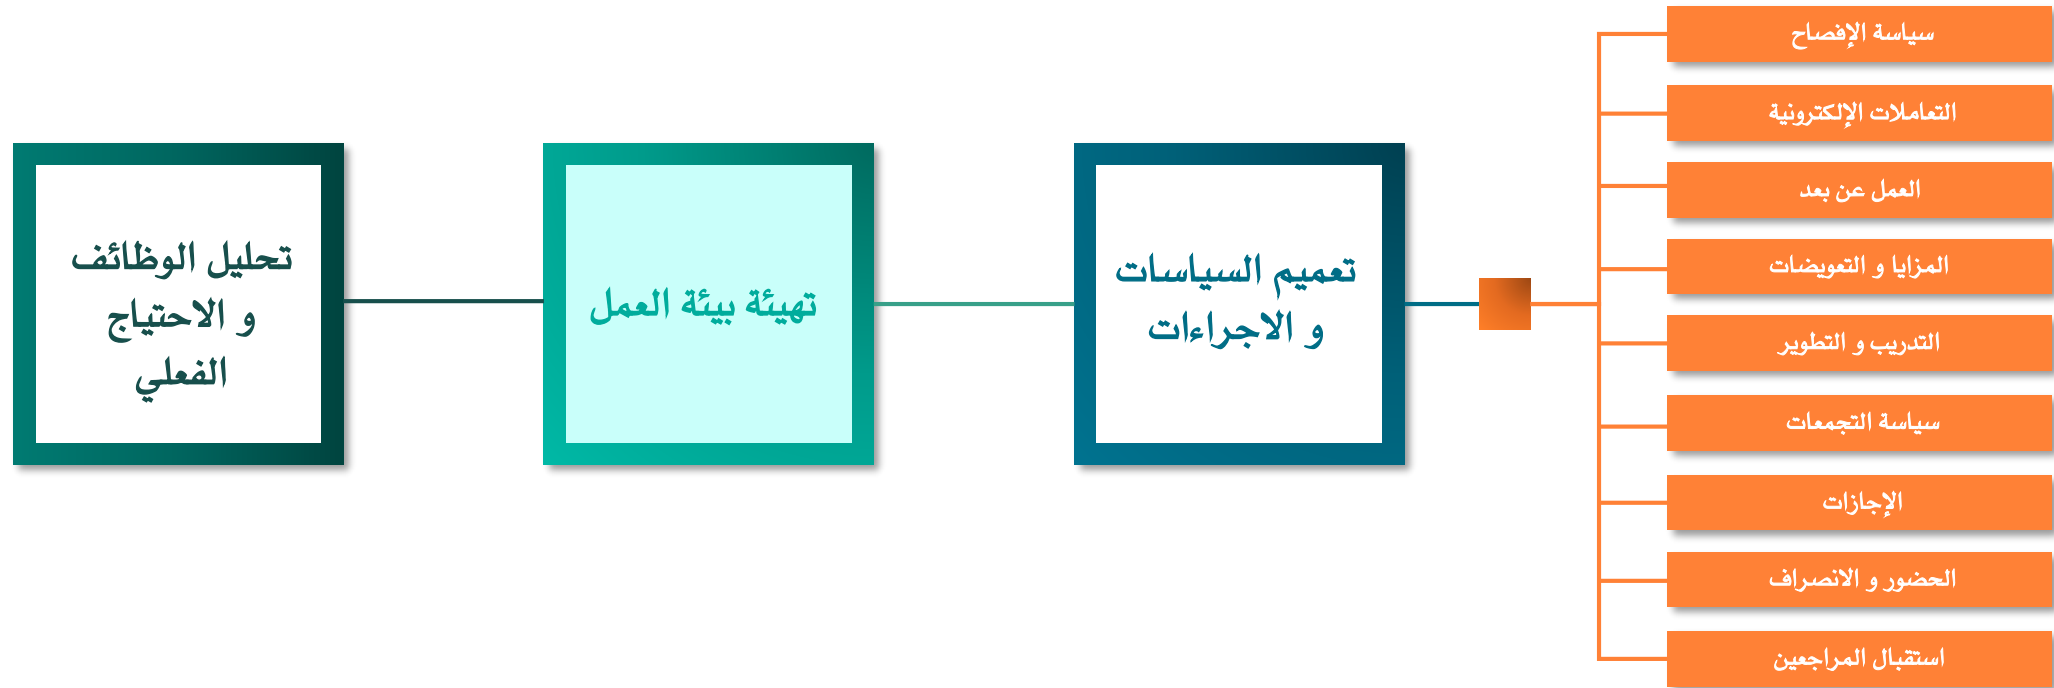 سياسة الإفصاح
التعاملات الإلكترونية
العمل عن بعد
المزايا و التعويضات
التدريب و التطوير
سياسة التجمعات
الإجازات
الحضور و الانصراف
استقبال المراجعين
تعميم السياسات
و الاجراءات
تهيئة بيئة العمل
تحليل الوظائف
و الاحتياج
الفعلي